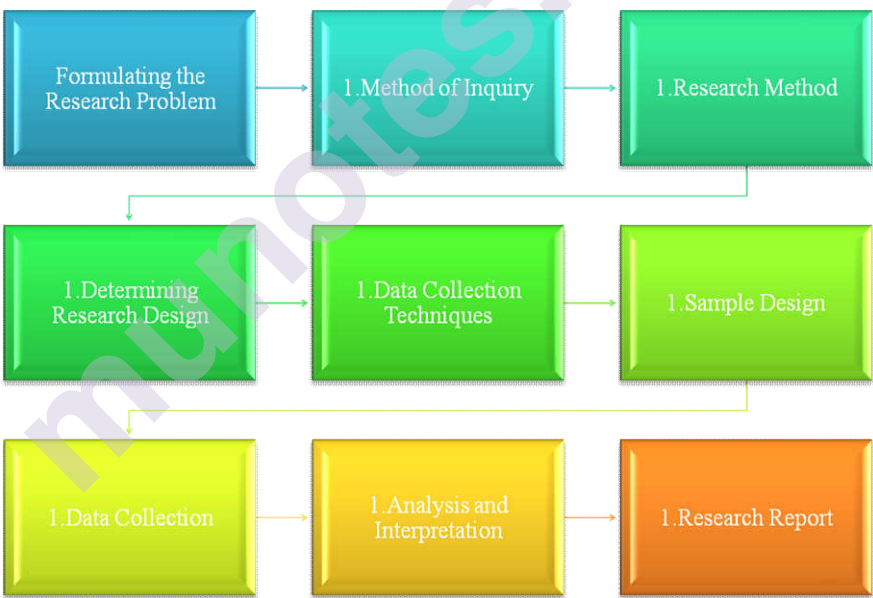 Formulating the
Research Problem
1.Method of Inquiry
1.Research Method
1.Determining
Research Design
1.Data Collection
Techniques
1.Sample Design
1.Data Collection
1.Analysis and
Interpretation
1.Research Report
munotes.